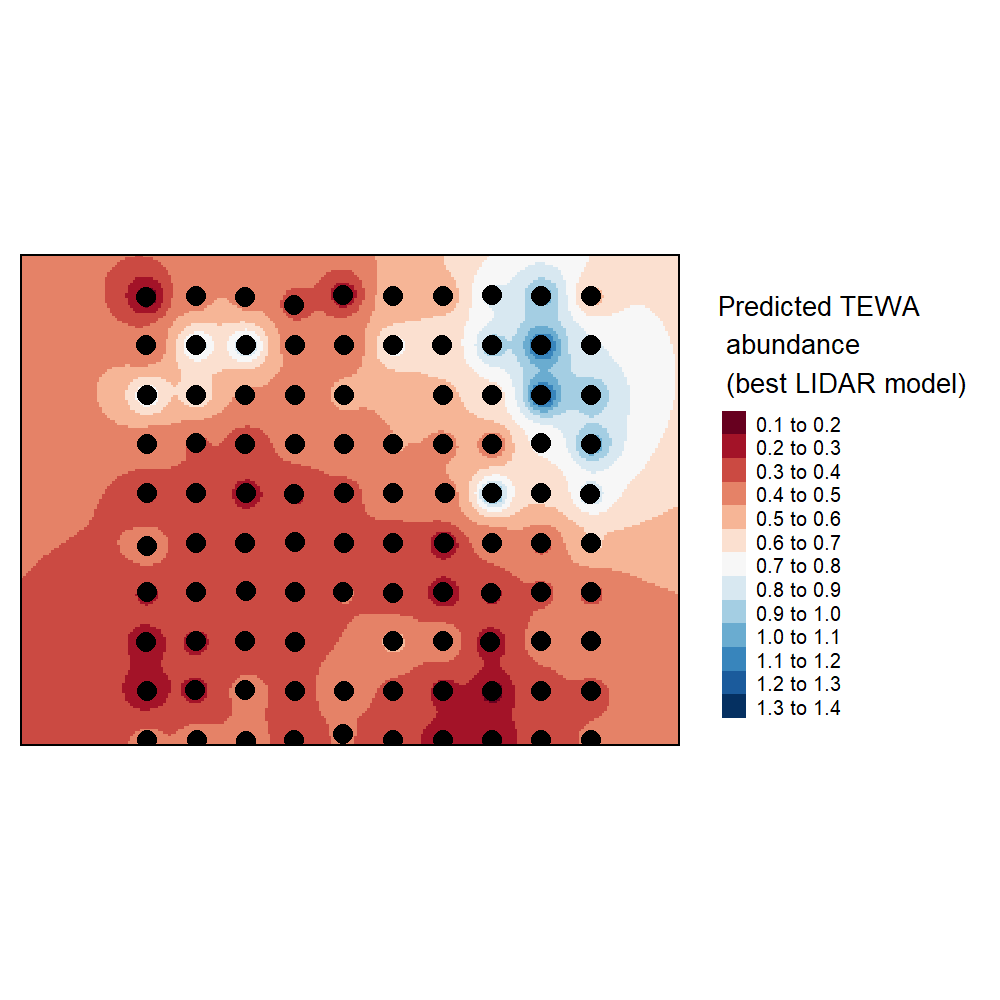 Predicted TEWA
abundance
(best LIDAR model)
0.1 to 0.2
0.2 to 0.3
0.3 to 0.4
0.4 to 0.5
0.5 to 0.6
0.6 to 0.7
0.7 to 0.8
0.8 to 0.9
0.9 to 1.0
1.0 to 1.1
1.1 to 1.2
1.2 to 1.3
1.3 to 1.4